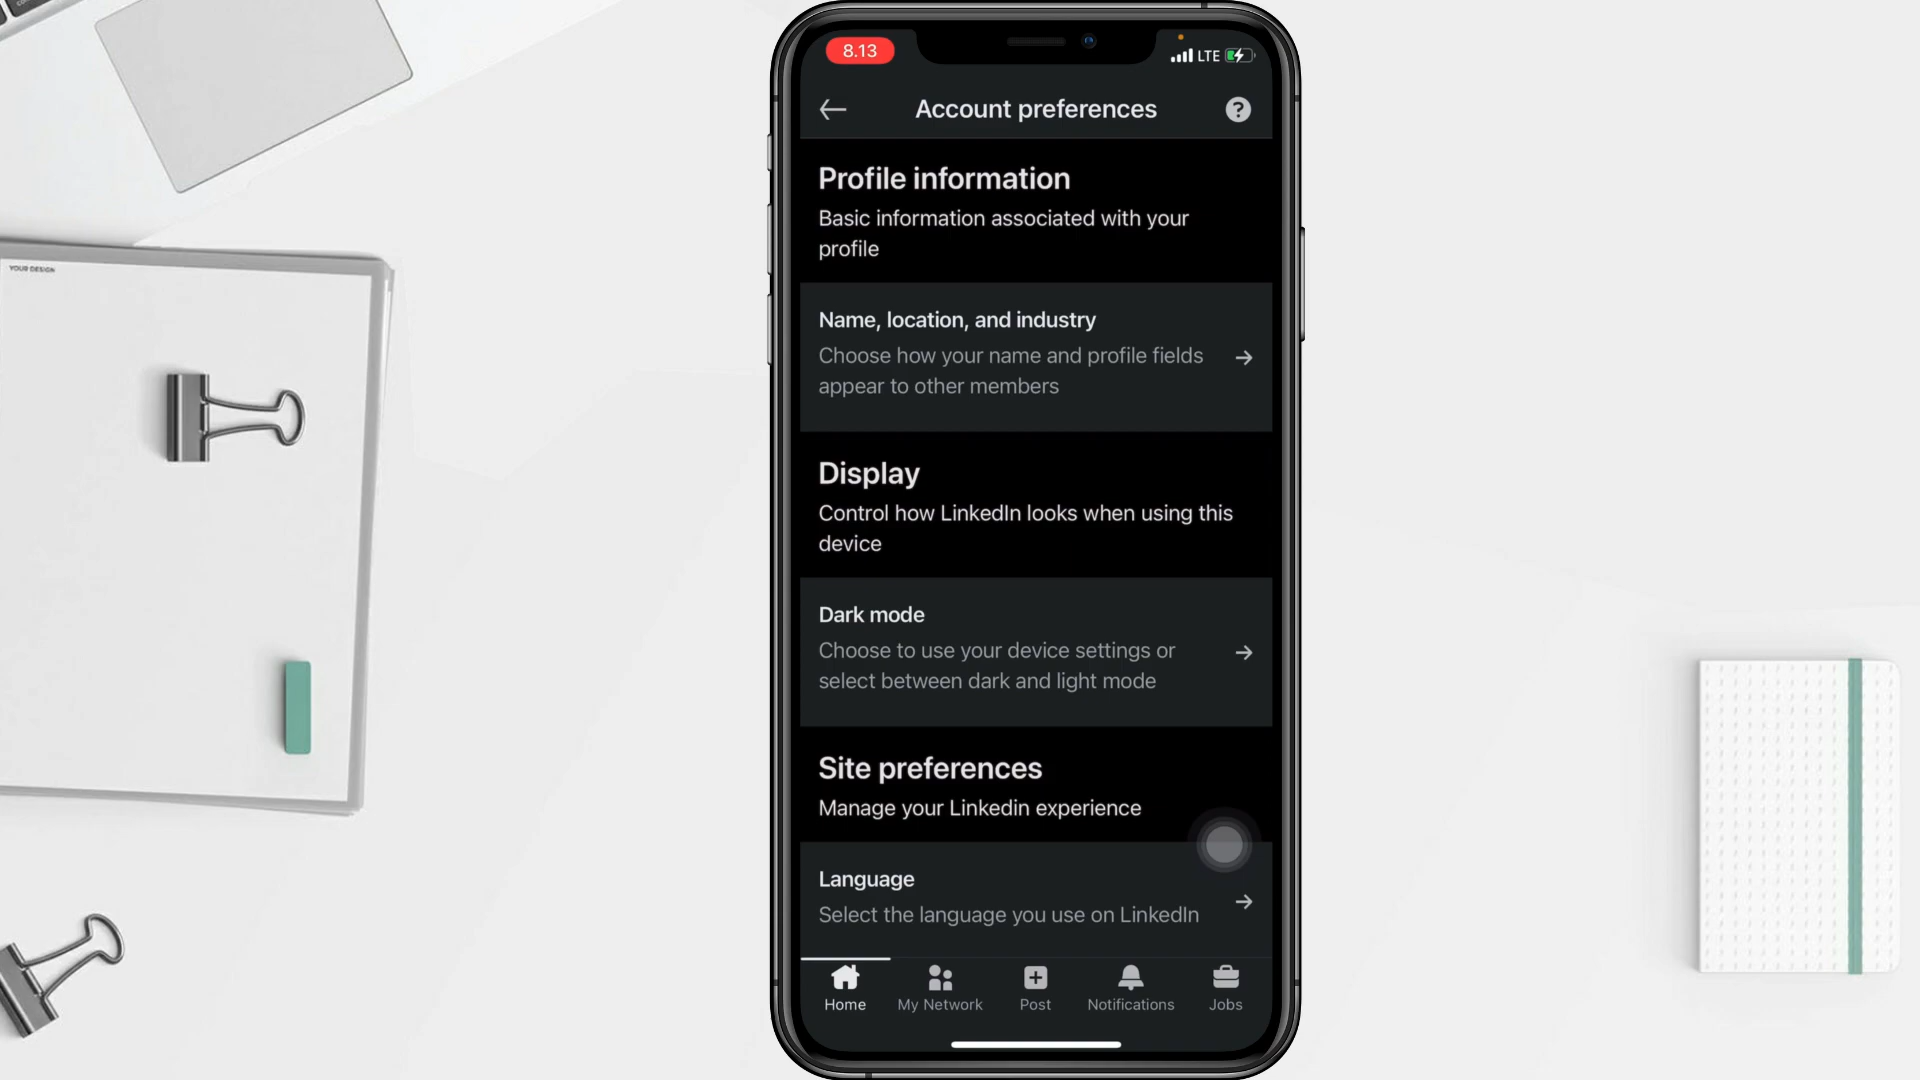 8.13
LTE
Account preferences
?
Profile information
Basic information associated with your
profile
Name, location, and industry
Choose how your name and profile fields
appear to other members
Display
Control how LinkedIn looks when using this
device
Dark mode
Choose to use your device settings or
select between dark and light mode
Site preferences
Manage your Linkedin experience
Language
Select the language you use on LinkedIn
Home
My Network
Post
Notifications
Jobs
YOUR DESIGN